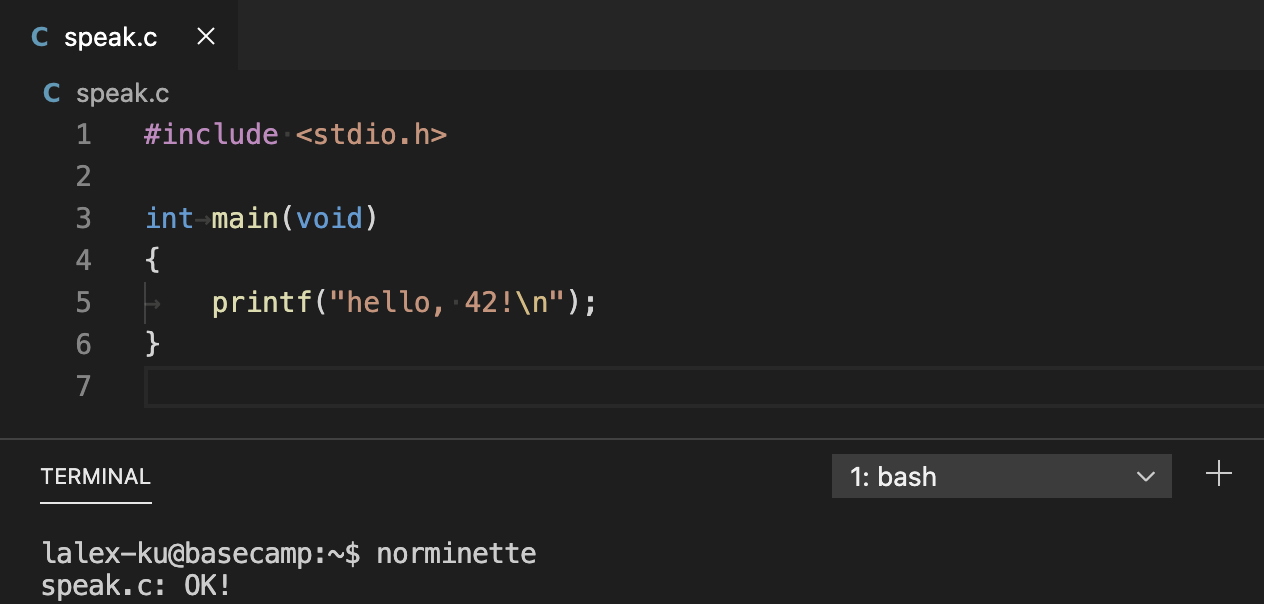 C speak.c ×
C speak.c
1 #include <stdio.h>
2
3 int→main(void)
4 {
5 → printf("hello, 42!\n");
6 }
7
TERMINAL 1: bash +
lalex-ku@basecamp:~$ norminette
speak.c: OK!